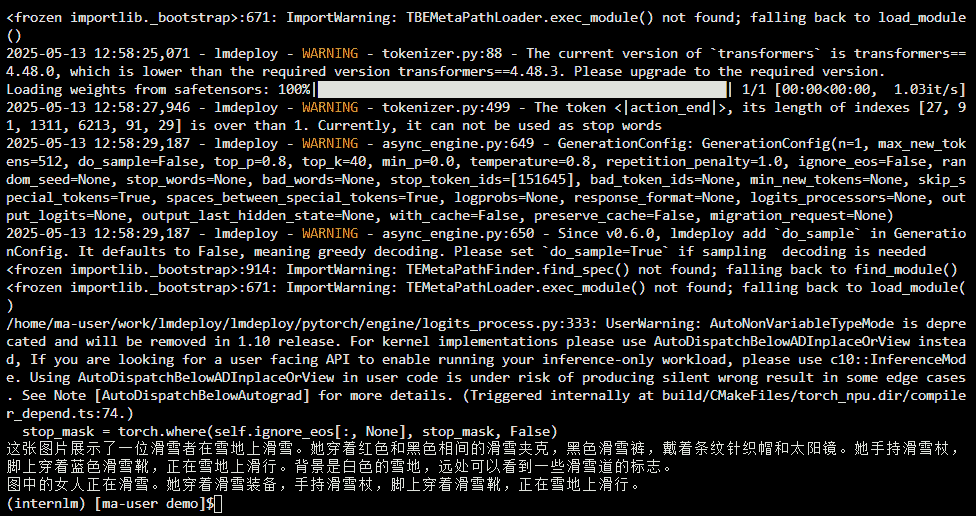 <frozen importlib._bootstrap>:671: ImportWarning: TBEMetaPathLoader.exec_module() not found; falling back to load_module
()
2025-05-13 12:58:25,071 - lmdeploy - WARNING - tokenizer.py:88 - The current version of `transformers` is transformers==
4.48.0, which is lower than the required version transformers==4.48.3. Please upgrade to the required version.
Loading weights from safetensors: 100%|██████████| 1/1 [00:00<00:00,  1.03it/s]
2025-05-13 12:58:27,946 - lmdeploy - WARNING - tokenizer.py:499 - The token <|action_end|>, its length of indexes [27, 9
1, 1311, 6213, 91, 29] is over than 1. Currently, it can not be used as stop words
2025-05-13 12:58:29,187 - lmdeploy - WARNING - async_engine.py:649 - GenerationConfig: GenerationConfig(n=1, max_new_tok
ens=512, do_sample=False, top_p=0.8, top_k=40, min_p=0.0, temperature=0.8, repetition_penalty=1.0, ignore_eos=False, ran
dom_seed=None, stop_words=None, bad_words=None, stop_token_ids=[151645], bad_token_ids=None, min_new_tokens=None, skip_s
pecial_tokens=True, spaces_between_special_tokens=True, logprobs=None, response_format=None, logits_processors=None, out
put_logits=None, output_last_hidden_state=None, with_cache=False, preserve_cache=False, migration_request=None)
2025-05-13 12:58:29,187 - lmdeploy - WARNING - async_engine.py:650 - Since v0.6.0, lmdeploy add `do_sample` in Generatio
nConfig. It defaults to False, meaning greedy decoding. Please set `do_sample=True` if sampling  decoding is needed
<frozen importlib._bootstrap>:914: ImportWarning: TEMetaPathFinder.find_spec() not found; falling back to find_module()
<frozen importlib._bootstrap>:671: ImportWarning: TEMetaPathLoader.exec_module() not found; falling back to load_module(
)
/home/ma-user/work/lmdeploy/lmdeploy/pytorch/engine/logits_process.py:333: UserWarning: AutoNonVariableTypeMode is depre
cated and will be removed in 1.10 release. For kernel implementations please use AutoDispatchBelowADInplaceOrView instea
d, If you are looking for a user facing API to enable running your inference-only workload, please use c10::InferenceMod
e. Using AutoDispatchBelowADInplaceOrView in user code is under risk of producing silent wrong result in some edge cases
. See Note [AutoDispatchBelowAutograd] for more details. (Triggered internally at build/CMakeFiles/torch_npu.dir/compile
r_depend.ts:74.)
  stop_mask = torch.where(self.ignore_eos[:, None], stop_mask, False)
这张图片展示了一位滑雪者在雪地上滑雪。她穿着红色和黑色相间的滑雪夹克，黑色滑雪裤，戴着条纹针织帽和太阳镜。她手持滑雪杖，
脚上穿着蓝色滑雪靴，正在雪地上滑行。背景是白色的雪地，远处可以看到一些滑雪道的标志。
图中的女人正在滑雪。她穿着滑雪装备，手持滑雪杖，脚上穿着滑雪靴，正在雪地上滑行。
(internlm) [ma-user demo]$